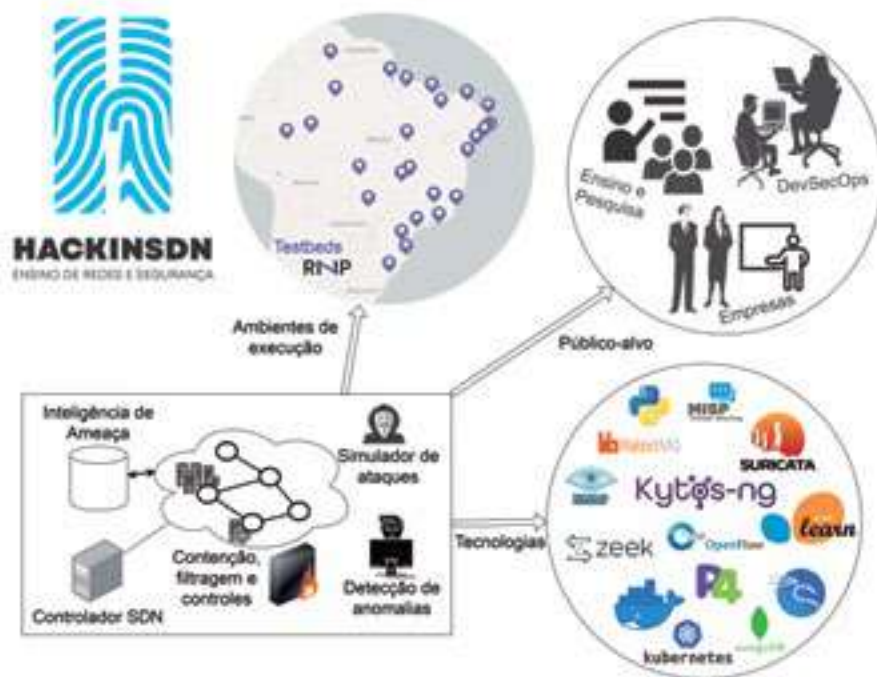 HACKINSDN
ENSINO DE REDES E SEGURANÇA
Testbeds
RNP
Ensino e
Pesquisa
DevSecOps
Empresas
Ambientes de
execução
Público-alvo
Inteligência de
Ameaça
Simulador de
ataques
Controlador SDN
Contenção,
filtragem e
controles
Detecção de
anomalias
Tecnologias
MISP
RabbitMQ
SURICATA
Kytos-ng
zeek
OpenFlow
learn
P4
kubernetes
mongoDB